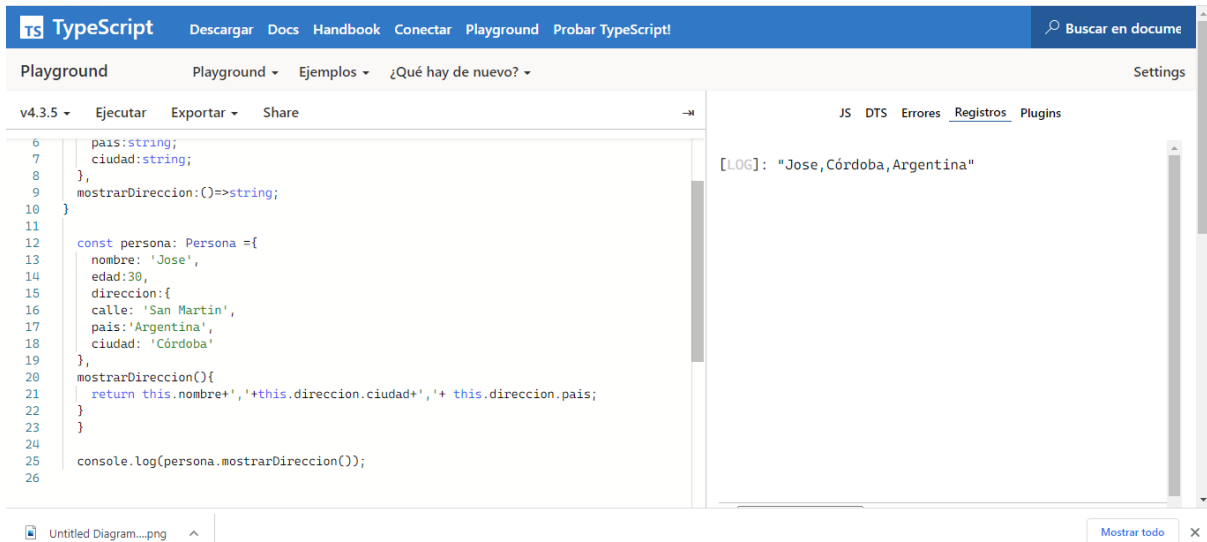 TS TypeScript Descargar Docs Handbook Conectar Playground Probar TypeScript! Buscar en docume
Playground Playground Ejemplos ¿Qué hay de nuevo? Settings
v4.3.5 Ejecutar Exportar Share JS DTS Errores Registros Plugins
6 pais:string;
7 ciudad:string;
8 },
9 mostrarDireccion:()=>string;
10 }
11
12 const persona: Persona ={
13 nombre: 'Jose',
14 edad:30,
15 direccion:{
16 calle: 'San Martin',
17 pais:'Argentina',
18 ciudad: 'Córdoba'
19 },
20 mostrarDireccion(){
21 return this.nombre+','+this.direccion.ciudad+','+ this.direccion.pais;
22 }
23 }
24
25 console.log(persona.mostrarDireccion());
26
[LOG]: "Jose,Córdoba,Argentina"
Untitled Diagram....png Mostrar todo